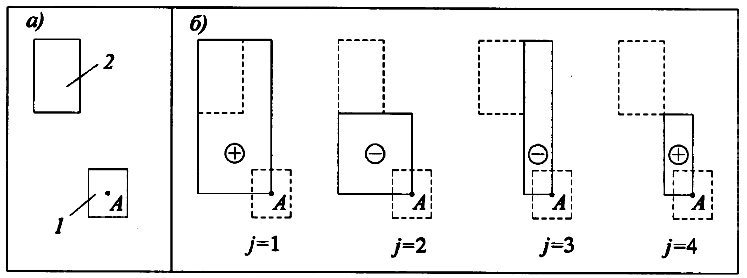 а)
2
1
A
б)
+ − − +
A A A A
j=1 j=2 j=3 j=4